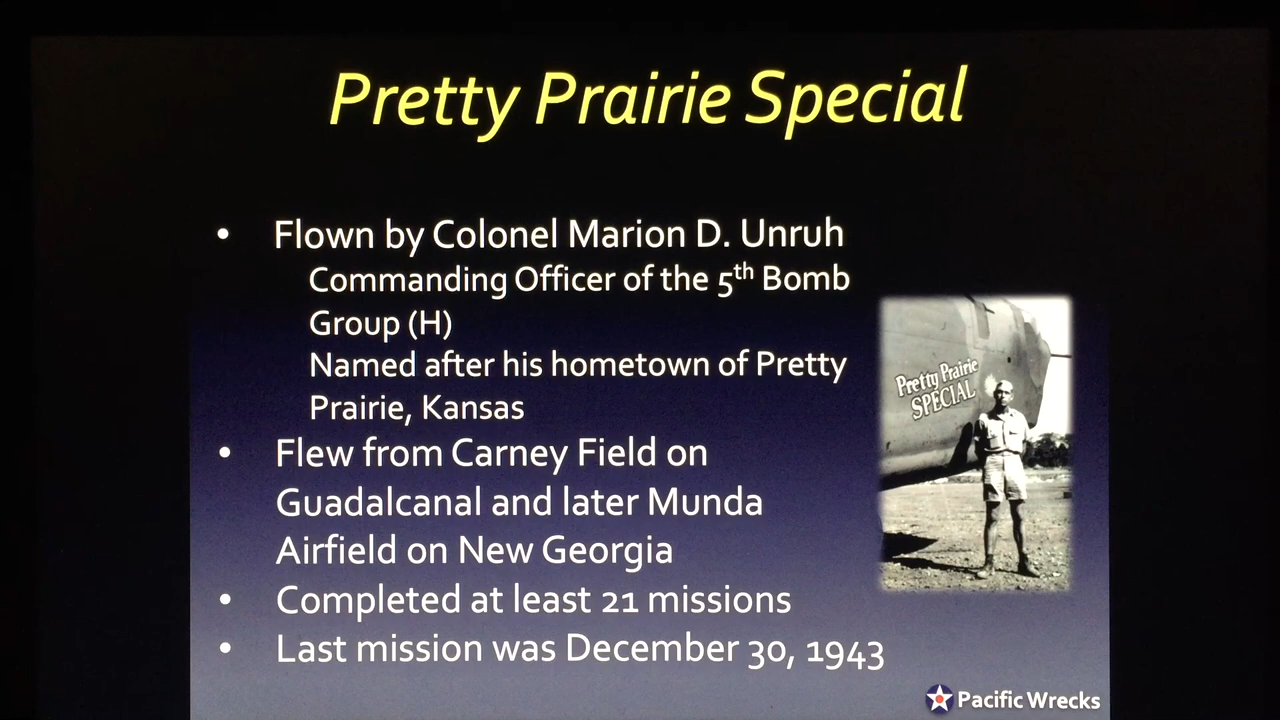 Pretty Prairie Special
• Flown by Colonel Marion D. Unruh
Commanding Officer of the 5th Bomb
Group (H)
Named after his hometown of Pretty
Prairie, Kansas
• Flew from Carney Field on
Guadalcanal and later Munda
Airfield on New Georgia
• Completed at least 21 missions
• Last mission was December 30, 1943
Pretty Prairie
SPECIAL
Pacific Wrecks